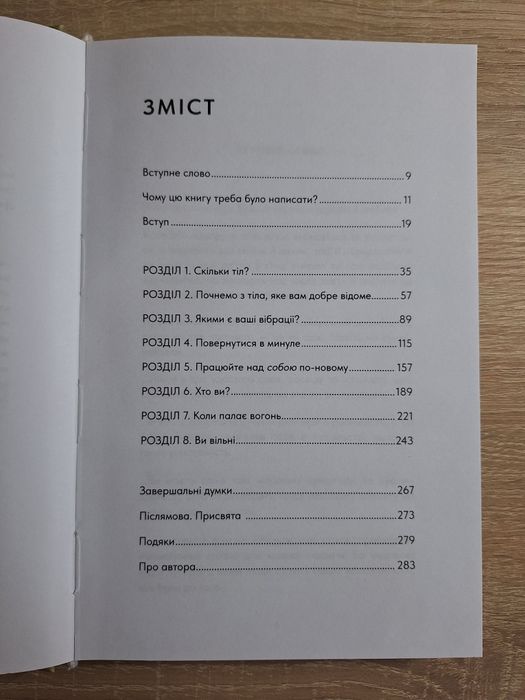 ЗМІСТ
Вступне слово........................................................ 9
Чому цю книгу треба було написати?........................ 11
Вступ...................................................................... 19
РОЗДІЛ 1. Скільки тіл?............................................ 35
РОЗДІЛ 2. Почнемо з тіла, яке вам добре відоме........... 57
РОЗДІЛ 3. Якими є ваші вібрації?............................. 89
РОЗДІЛ 4. Повернутися в минуле............................. 115
РОЗДІЛ 5. Працюйте над собою по-новому................. 157
РОЗДІЛ 6. Хто ви?.................................................. 189
РОЗДІЛ 7. Коли палає вогонь................................... 221
РОЗДІЛ 8. Ви вільні................................................ 243
Завершальні думки................................................. 267
Післямова. Присвята .............................................. 273
Подяки................................................................... 279
Про автора............................................................. 283